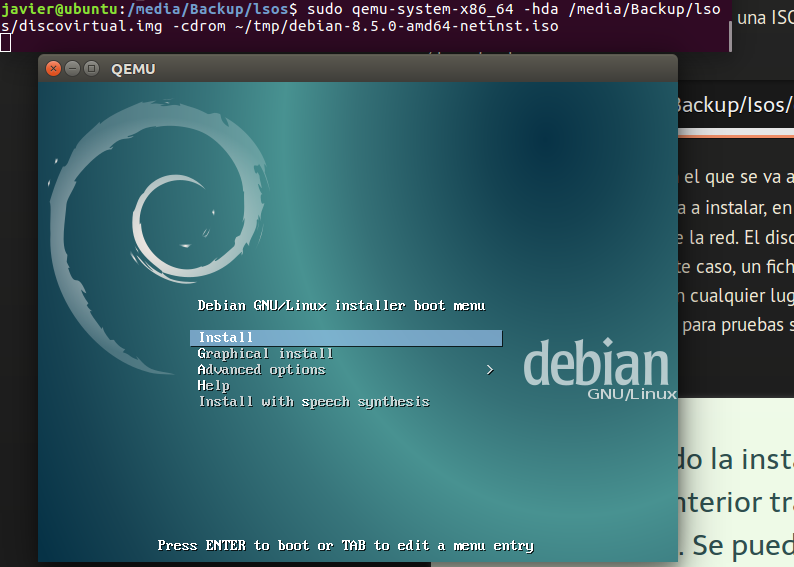 javier@ubuntu:/media/Backup/Isos$ sudo qemu-system-x86_64 -hda /media/Backup/Iso
s/discovirtual.img -cdrom ~/tmp/debian-8.5.0-amd64-netinst.iso
QEMU
Debian GNU/Linux installer boot menu
Install
Graphical install
Advanced options >
Help
Install with speech synthesis
debian
GNU/Linux
Press ENTER to boot or TAB to edit a menu entry
una ISO
Backup/Isos/
el que se va a
a a instalar, en
e la red. El disc
te caso, un fich
n cualquier lug
para pruebas s
do la inst
nterior tr
. Se pued